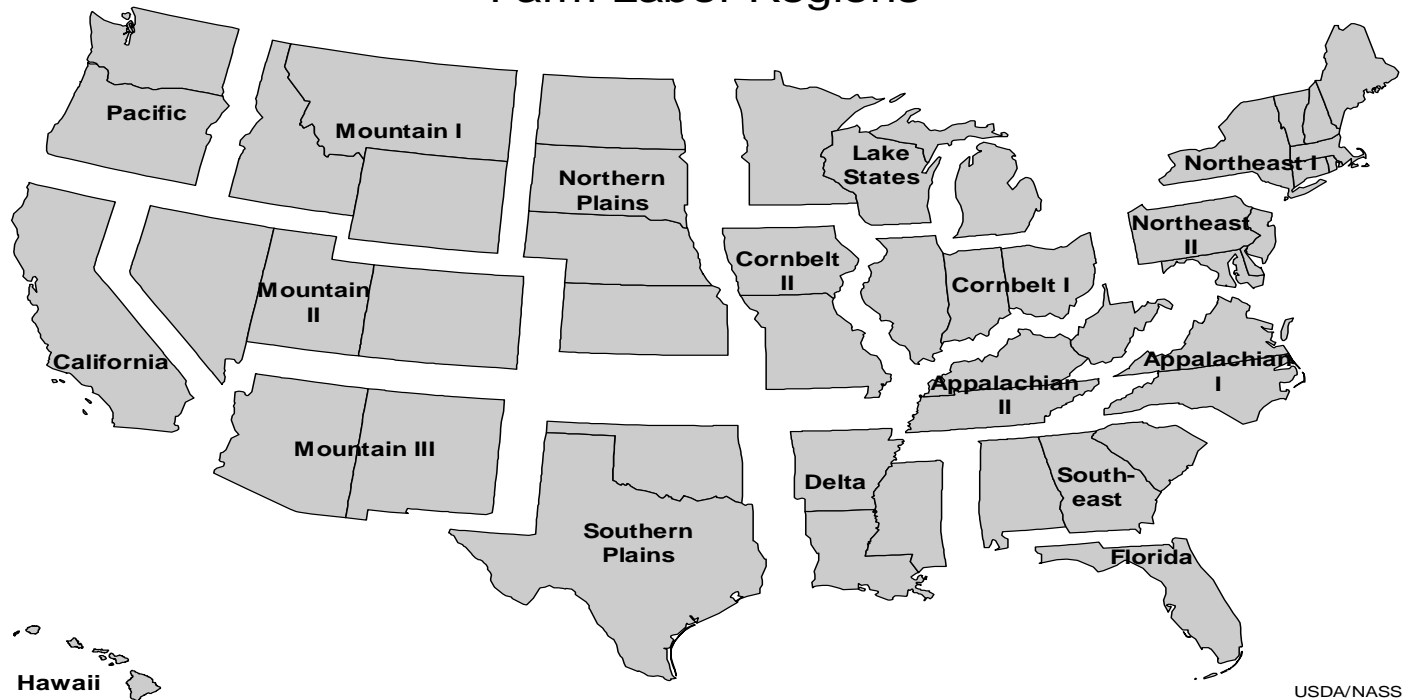 Farm Labor Regions
Pacific
Mountain I
Northern
Plains
Lake
States
Northeast I
Northeast
II
Cornbelt
II
Cornbelt I
Mountain
II
California
Appalachian
I
Appalachian
II
Mountain III
Delta
South-
east
Southern
Plains
Florida
Hawaii
USDA/NASS